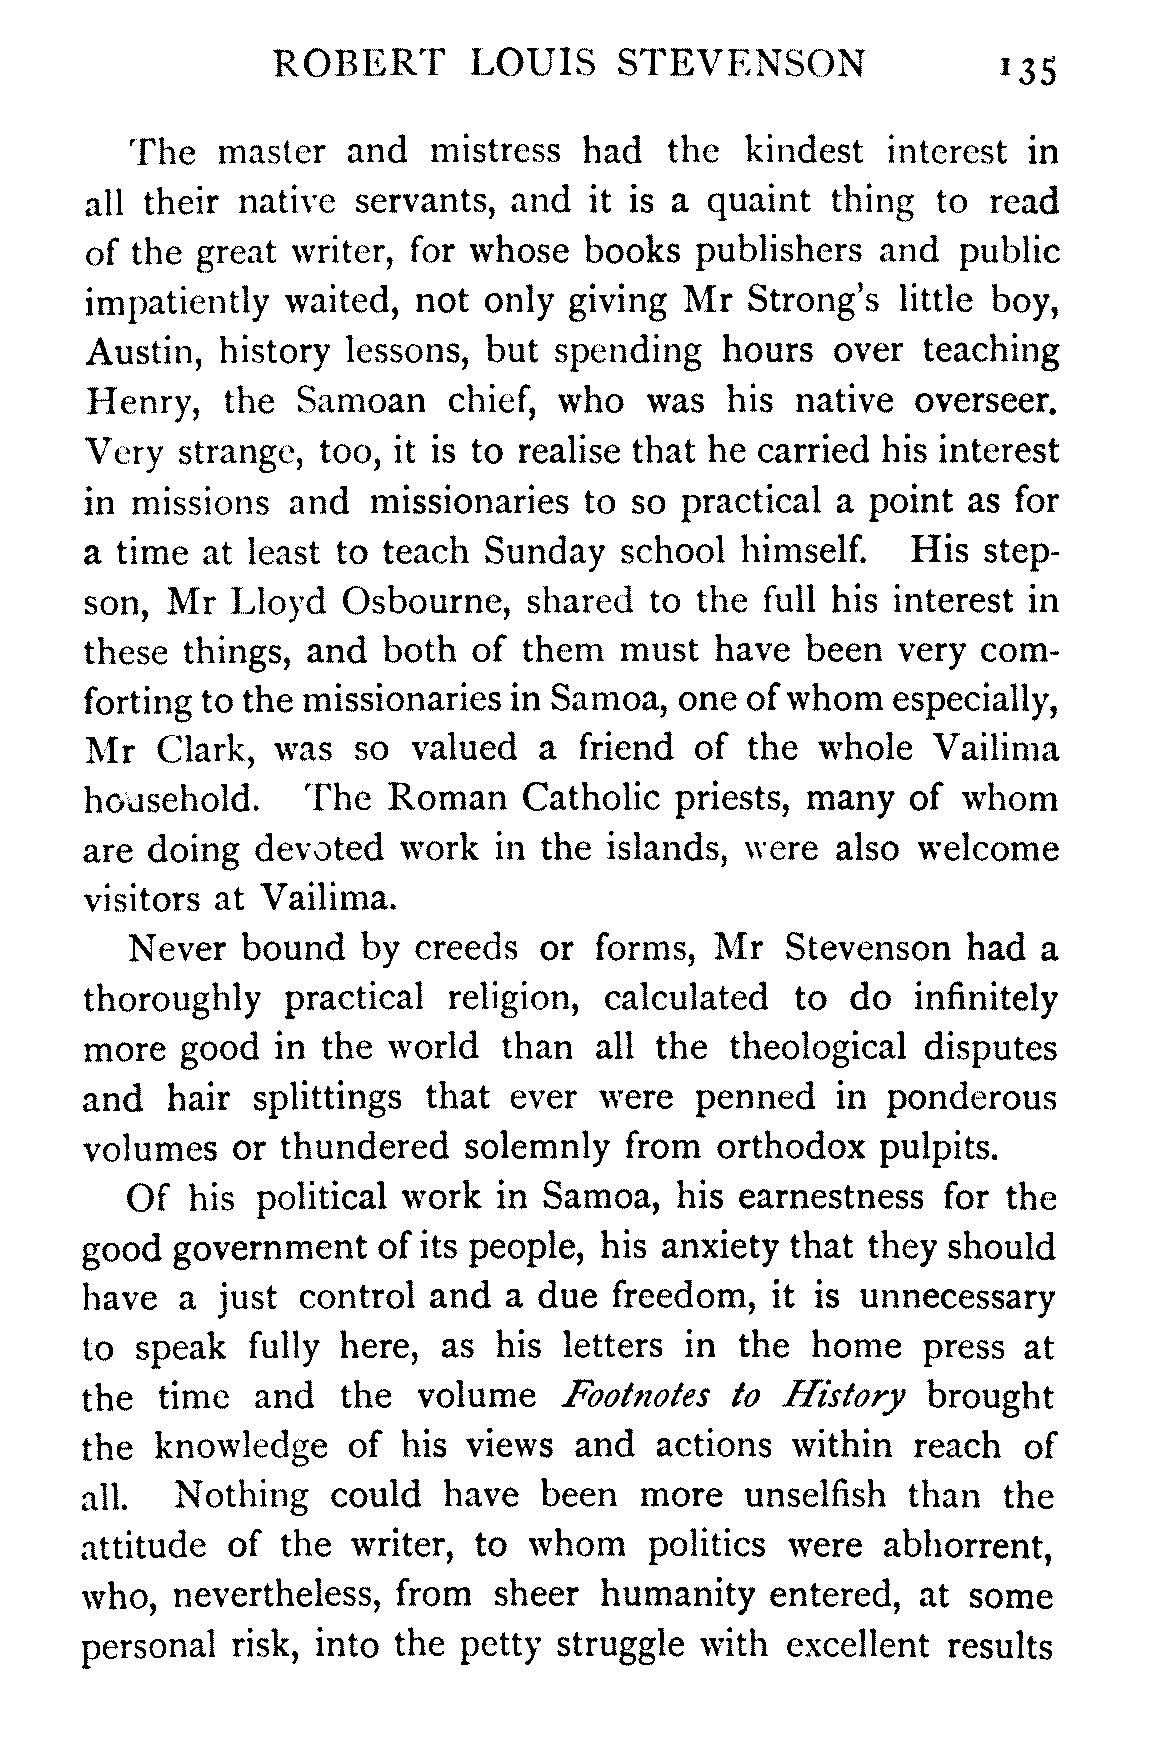 ROBERT LOUIS STEVENSON 135
The master and mistress had the kindest interest in
all their native servants, and it is a quaint thing to read
of the great writer, for whose books publishers and public
impatiently waited, not only giving Mr Strong's little boy,
Austin, history lessons, but spending hours over teaching
Henry, the Samoan chief, who was his native overseer.
Very strange, too, it is to realise that he carried his interest
in missions and missionaries to so practical a point as for
a time at least to teach Sunday school himself. His step-
son, Mr Lloyd Osbourne, shared to the full his interest in
these things, and both of them must have been very com-
forting to the missionaries in Samoa, one of whom especially,
Mr Clark, was so valued a friend of the whole Vailima
household. The Roman Catholic priests, many of whom
are doing devoted work in the islands, were also welcome
visitors at Vailima.
Never bound by creeds or forms, Mr Stevenson had a
thoroughly practical religion, calculated to do infinitely
more good in the world than all the theological disputes
and hair splittings that ever were penned in ponderous
volumes or thundered solemnly from orthodox pulpits.
Of his political work in Samoa, his earnestness for the
good government of its people, his anxiety that they should
have a just control and a due freedom, it is unnecessary
to speak fully here, as his letters in the home press at
the time and the volume Footnotes to History brought
the knowledge of his views and actions within reach of
all. Nothing could have been more unselfish than the
attitude of the writer, to whom politics were abhorrent,
who, nevertheless, from sheer humanity entered, at some
personal risk, into the petty struggle with excellent results